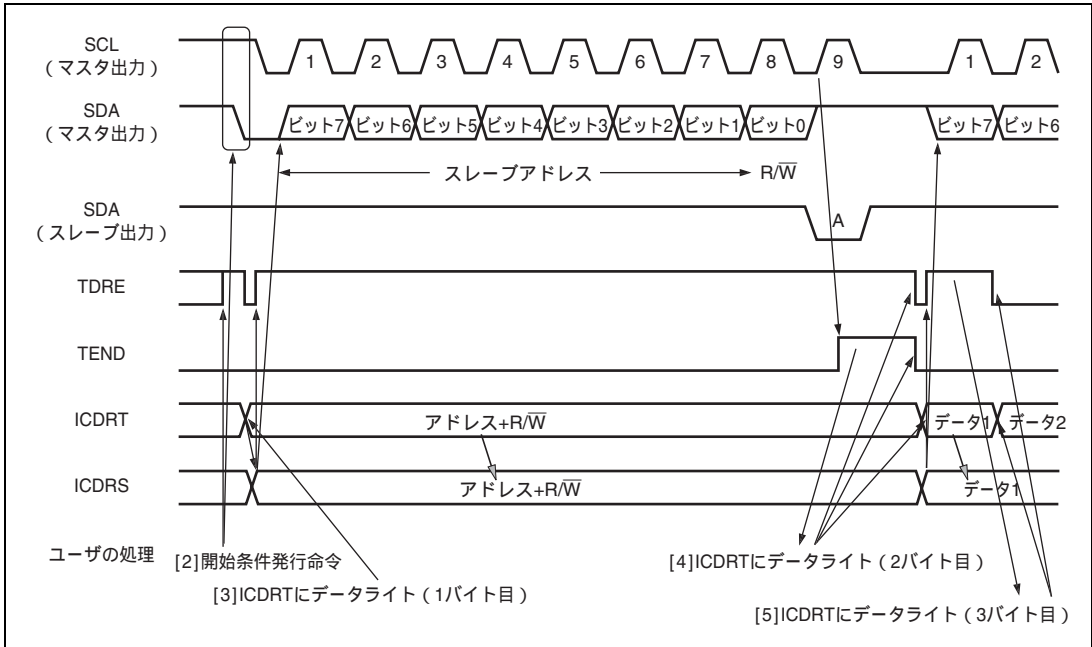 SCL
(マスタ出力)
1 2 3 4 5 6 7 8 9 1 2
SDA
(マスタ出力)
ビット7 ビット6 ビット5 ビット4 ビット3 ビット2 ビット1 ビット0 ビット7 ビット6
スレーブアドレス R/W̅
SDA
(スレーブ出力)
A
TDRE
TEND
ICDRT
アドレス+R/W̅ データ1 データ2
ICDRS
アドレス+R/W̅ データ1
ユーザの処理
[2]開始条件発行命令
[4]ICDRTにデータライト(2バイト目)
[3]ICDRTにデータライト(1バイト目)
[5]ICDRTにデータライト(3バイト目)